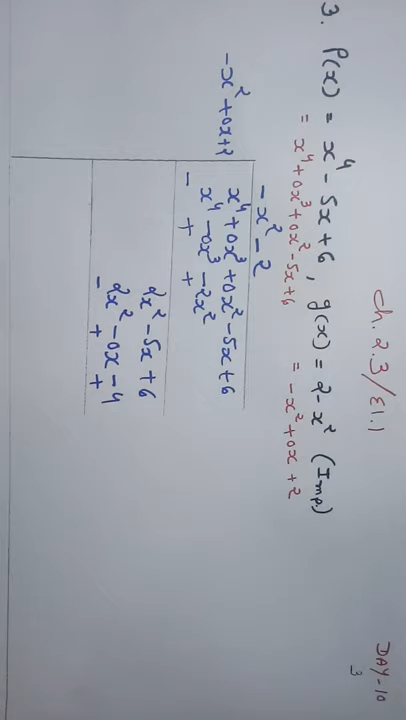 Ch. 2.3/E1.1
DAY-10
3
3. P(x) = x⁴ - 5x + 6, g(x) = 2-x² (Imp.)
= x⁴ + 0x³ + 0x² - 5x + 6 = -x² + 0x + 2
-x² - 2
-x² + 0x + 2 x⁴ + 0x³ + 0x² - 5x + 6
x⁴ - 0x³ - 2x²
- + +
2x² - 5x + 6
2x² - 0x - 4
- + +